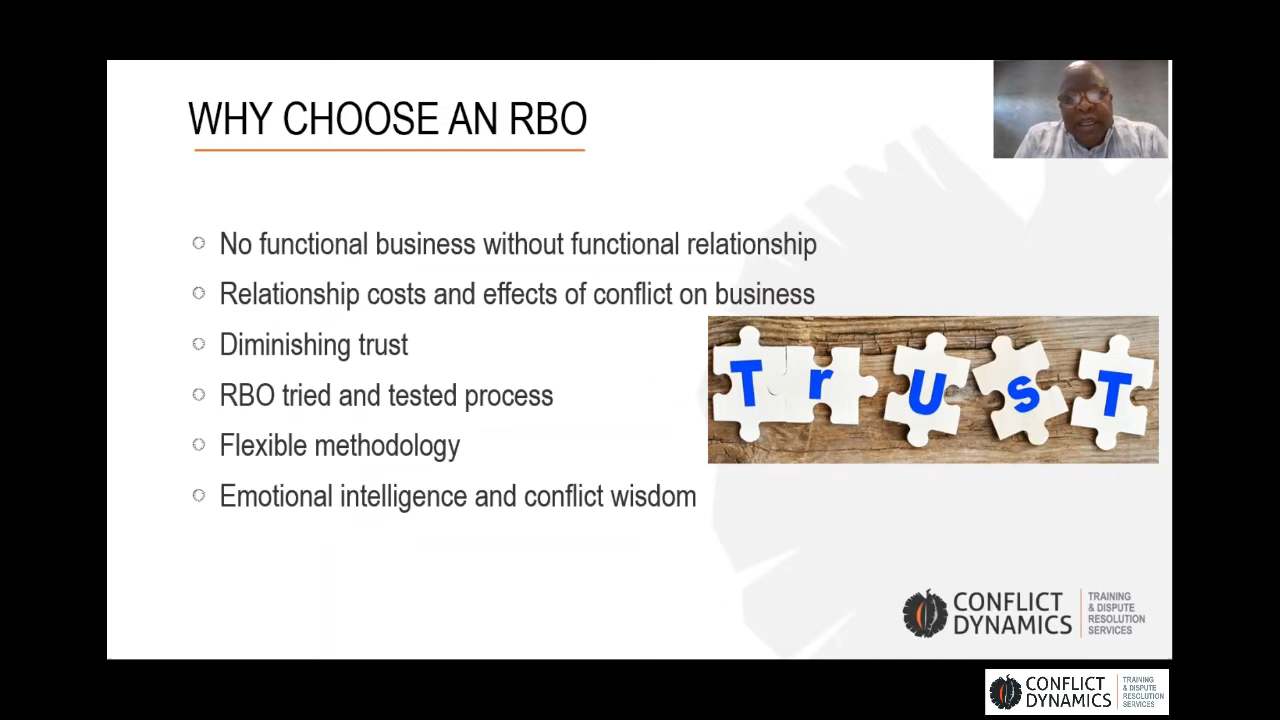 WHY CHOOSE AN RBO
No functional business without functional relationship
Relationship costs and effects of conflict on business
Diminishing trust
RBO tried and tested process
Flexible methodology
Emotional intelligence and conflict wisdom
TrUsT
CONFLICT
DYNAMICS
TRAINING
& DISPUTE
RESOLUTION
SERVICES
CONFLICT
DYNAMICS
TRAINING
& DISPUTE
RESOLUTION
SERVICES